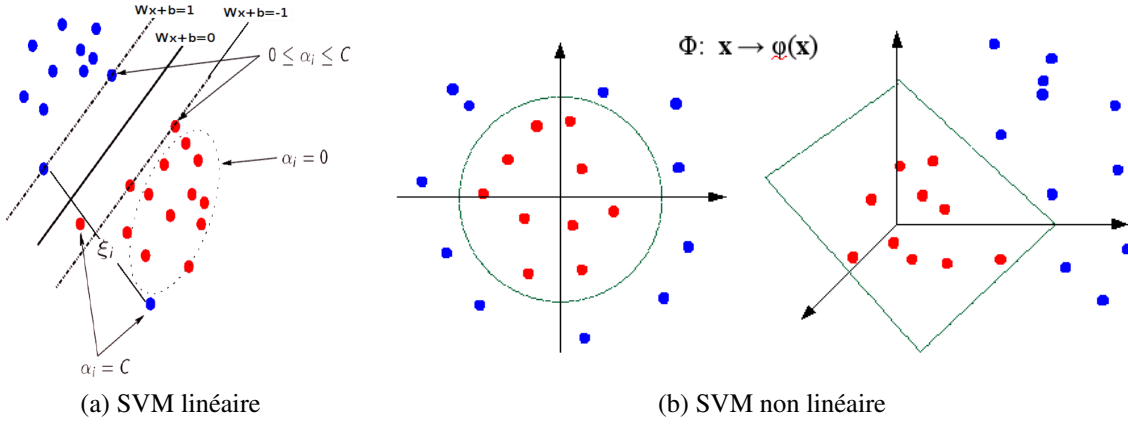 Wx+b=1
Wx+b=-1
Wx+b=0
0 ≤ αᵢ ≤ C
αᵢ = 0
ξᵢ
αᵢ = C
Φ: x → φ(x)
(a) SVM linéaire
(b) SVM non linéaire